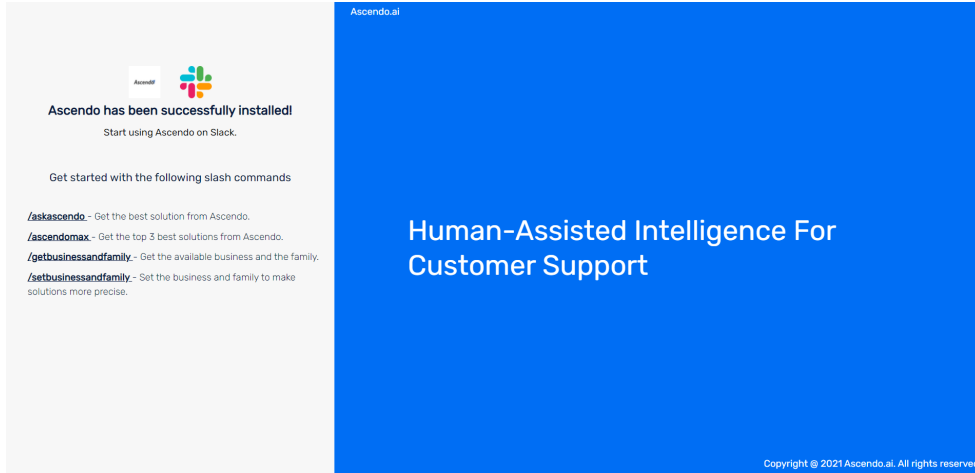 Ascendo.ai
Ascendo
Ascendo has been successfully installed!
Start using Ascendo on Slack.
Get started with the following slash commands
/askascendo - Get the best solution from Ascendo.
/ascendomax - Get the top 3 best solutions from Ascendo.
/getbusinessandfamily - Get the available business and the family.
/setbusinessandfamily - Set the business and family to make
solutions more precise.
Human-Assisted Intelligence For
Customer Support
Copyright @ 2021 Ascendo.ai. All rights reserved